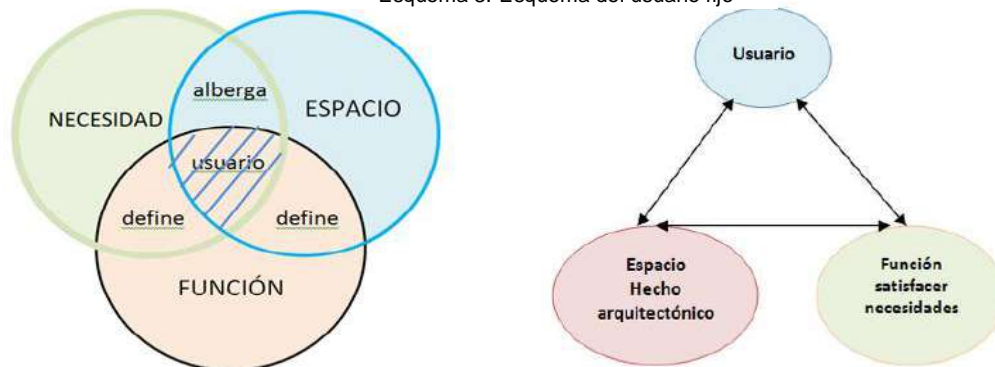 alberga
NECESIDAD
ESPACIO
usuario
define
define
FUNCIÓN
Usuario
Espacio
Hecho
arquitectónico
Función
satisfacer
necesidades